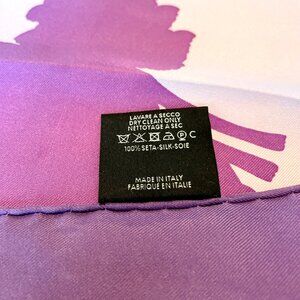 LAVARE A SECCO
DRY CLEAN ONLY
NETTOYAGE A SEC
P C
100% SETA-SILK-SOIE
MADE IN ITALY
FABRIQUE EN ITALIE